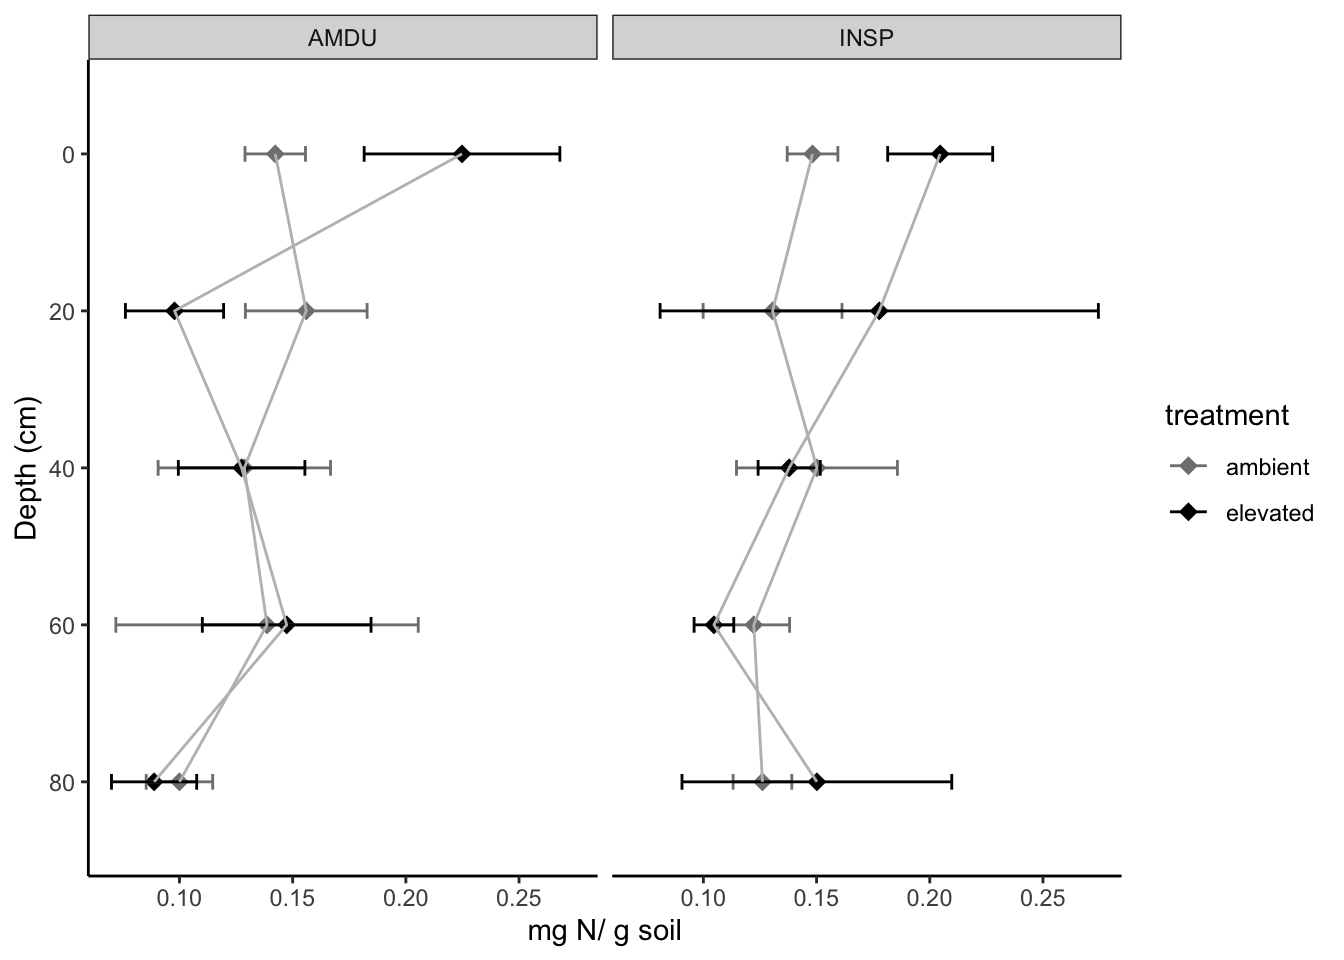 AMDU
INSP
0
20
40
60
80
Depth (cm)
0.10 0.15 0.20 0.25
0.10 0.15 0.20 0.25
mg N/ g soil
treatment
ambient
elevated